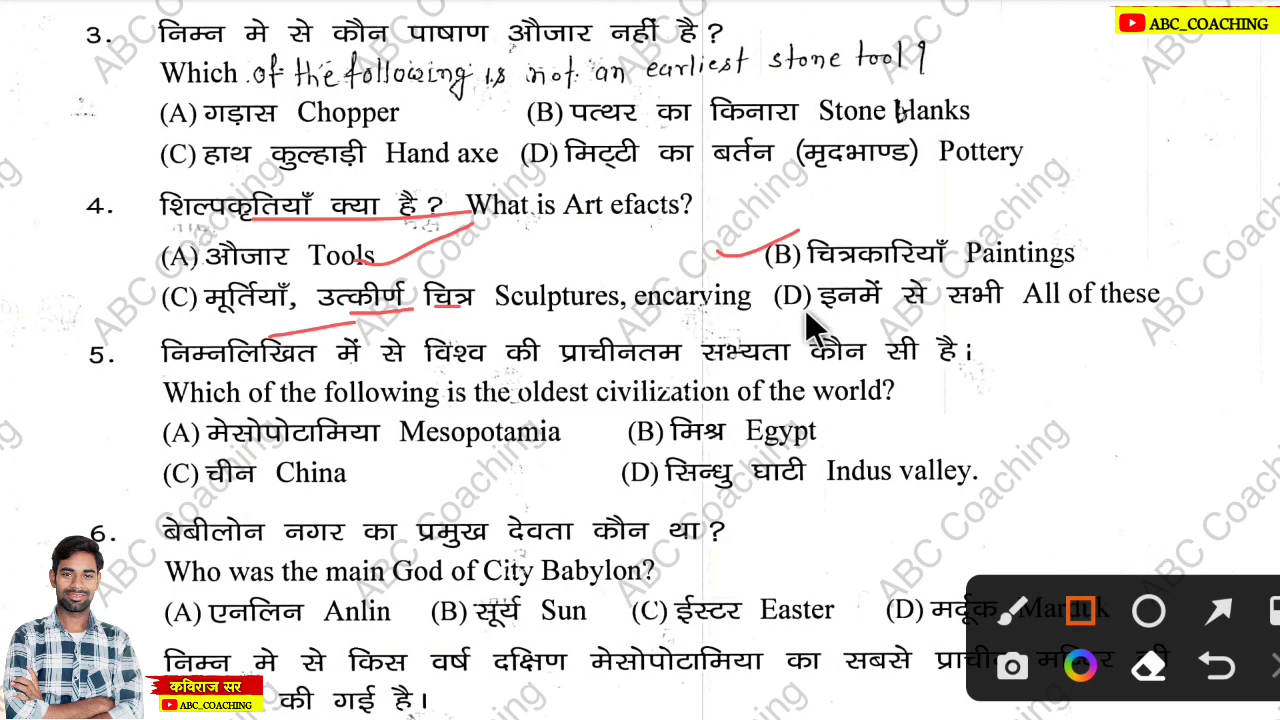 ABC_COACHING
3. निम्न मे से कौन पाषाण औजार नहीं है ?
Which of the following is not an earliest stone tool ?
(A) गड़ास Chopper (B) पत्थर का किनारा Stone blanks
(C) हाथ कुल्हाड़ी Hand axe (D) मिट्टी का बर्तन (मृदभाण्ड) Pottery
4. शिल्पकृतियाँ क्या है ? What is Art efacts?
(A) औजार Tools (B) चित्रकारियाँ Paintings
(C) मूर्तियाँ, उत्कीर्ण चित्र Sculptures, encarving (D) इनमें से सभी All of these
5. निम्नलिखित में से विश्व की प्राचीनतम सभ्यता कौन सी है।
Which of the following is the oldest civilization of the world?
(A) मेसोपोटामिया Mesopotamia (B) मिश्र Egypt
(C) चीन China (D) सिन्धु घाटी Indus valley.
6. बेबीलोन नगर का प्रमुख देवता कौन था ?
Who was the main God of City Babylon?
(A) एनलिन Anlin (B) सूर्य Sun (C) ईस्टर Easter (D) मर्दूक Marduk
निम्न मे से किस वर्ष दक्षिण मेसोपोटामिया का सबसे प्राचीन मन्दिर की
की गई है।
कविराज सर
ABC_COACHING
ABC Coaching